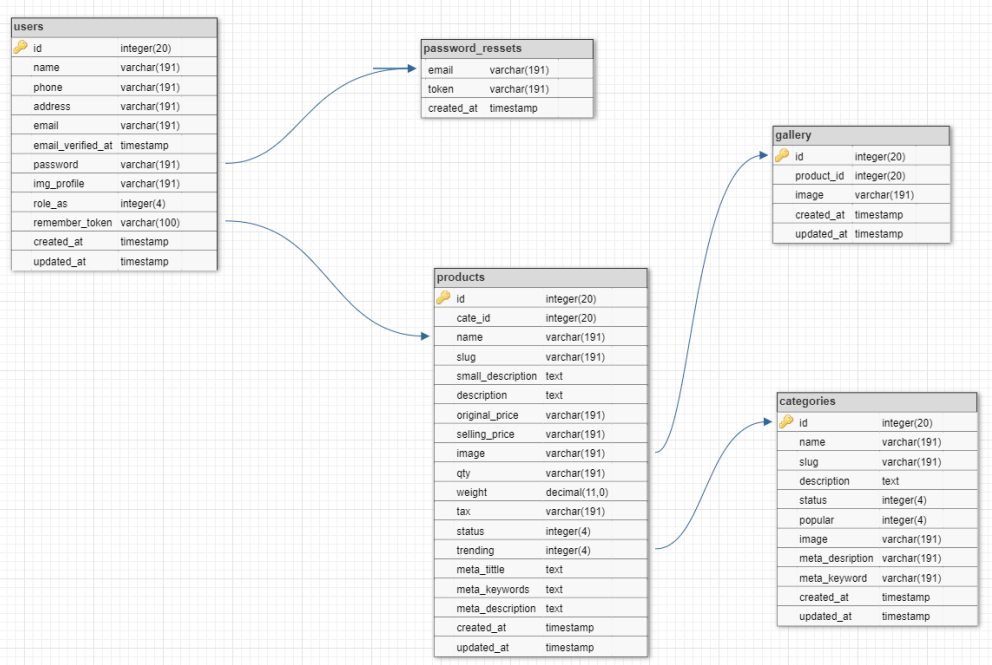 users
id integer(20)
name varchar(191)
phone varchar(191)
address varchar(191)
email varchar(191)
email_verified_at timestamp
password varchar(191)
img_profile varchar(191)
role_as integer(4)
remember_token varchar(100)
created_at timestamp
updated_at timestamp
password_ressets
email varchar(191)
token varchar(191)
created_at timestamp
gallery
id integer(20)
product_id integer(20)
image varchar(191)
created_at timestamp
updated_at timestamp
products
id integer(20)
cate_id integer(20)
name varchar(191)
slug varchar(191)
small_description text
description text
original_price varchar(191)
selling_price varchar(191)
image varchar(191)
qty varchar(191)
weight decimal(11,0)
tax varchar(191)
status integer(4)
trending integer(4)
meta_tittle text
meta_keywords text
meta_description text
created_at timestamp
updated_at timestamp
categories
id integer(20)
name varchar(191)
slug varchar(191)
description text
status integer(4)
popular integer(4)
image varchar(191)
meta_desription varchar(191)
meta_keyword varchar(191)
created_at timestamp
updated_at timestamp